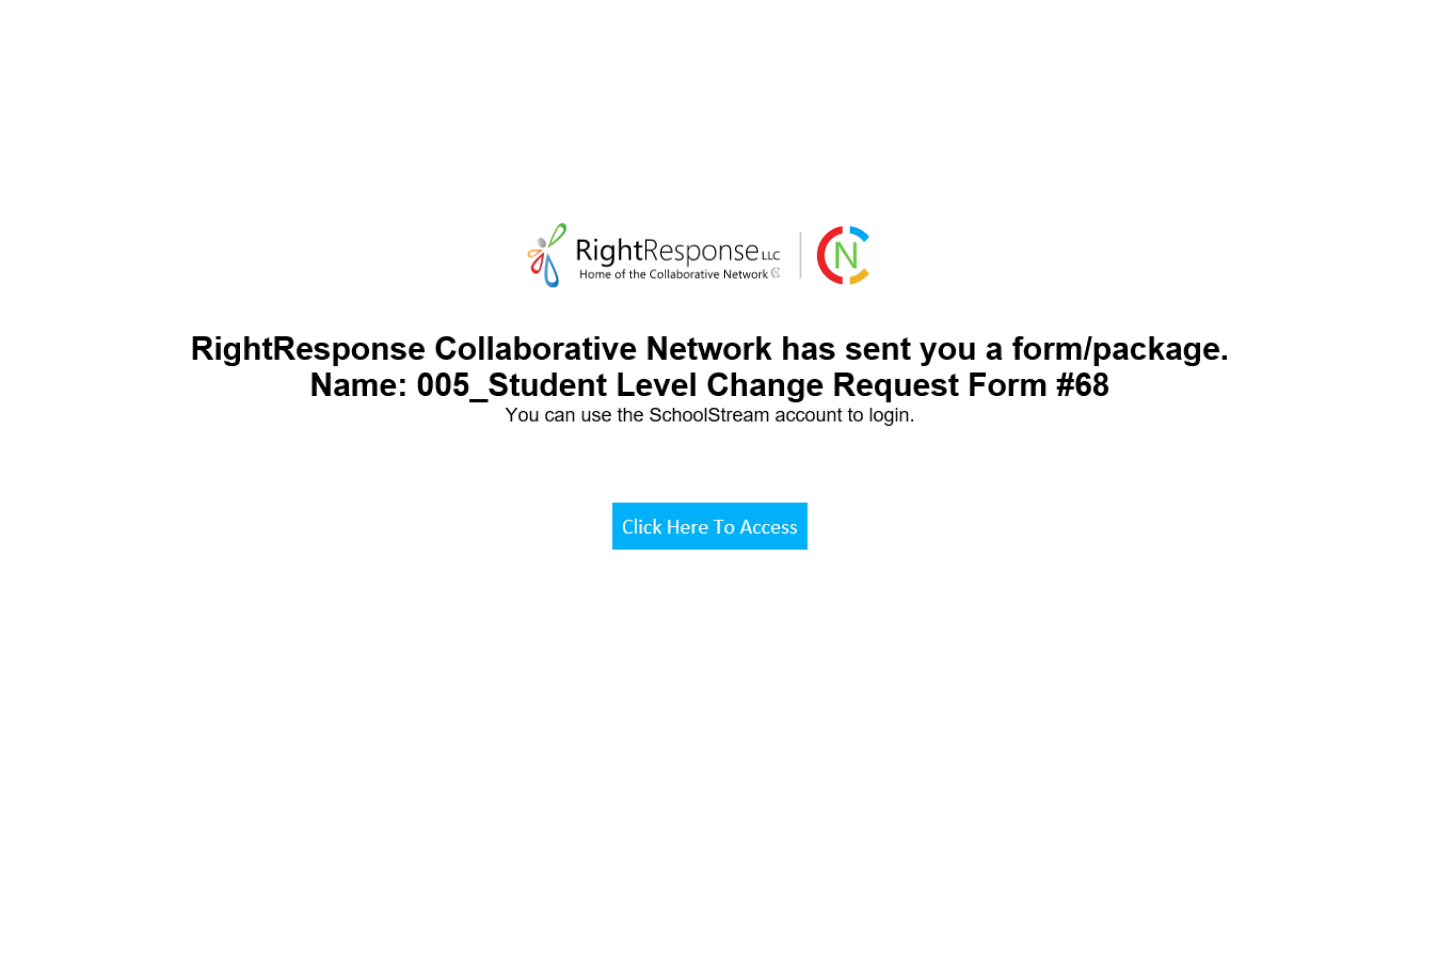 RightResponse LLC
Home of the Collaborative Network
CN
RightResponse Collaborative Network has sent you a form/package.
Name: 005_Student Level Change Request Form #68
You can use the SchoolStream account to login.
Click Here To Access